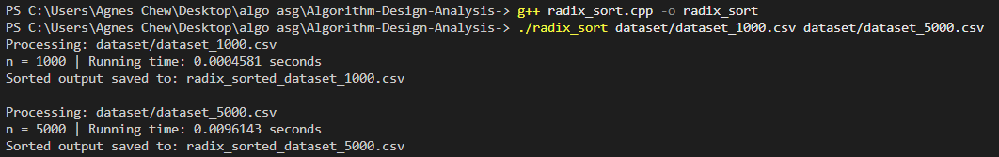 PS C:\Users\Agnes Chew\Desktop\algo asg\Algorithm-Design-Analysis-> g++ radix_sort.cpp -o radix_sort
PS C:\Users\Agnes Chew\Desktop\algo asg\Algorithm-Design-Analysis-> ./radix_sort dataset/dataset_1000.csv dataset/dataset_5000.csv
Processing: dataset/dataset_1000.csv
n = 1000 | Running time: 0.0004581 seconds
Sorted output saved to: radix_sorted_dataset_1000.csv

Processing: dataset/dataset_5000.csv
n = 5000 | Running time: 0.0096143 seconds
Sorted output saved to: radix_sorted_dataset_5000.csv